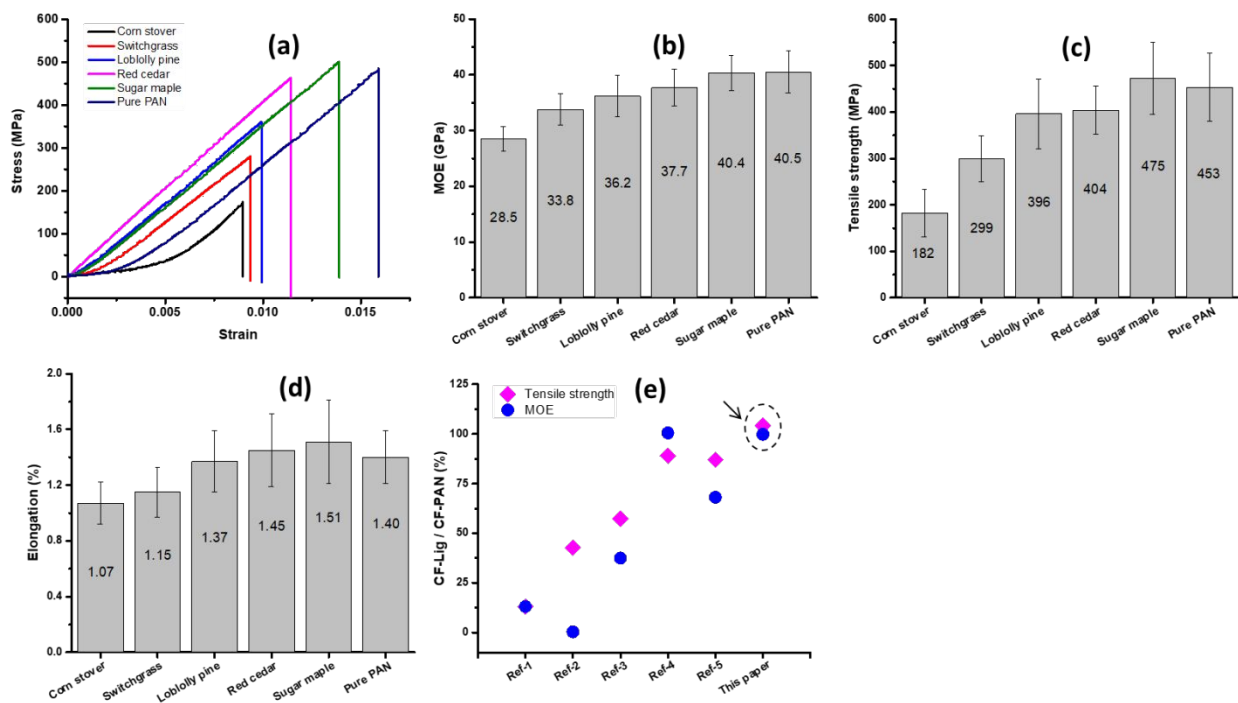 (a)
Corn stover
Switchgrass
Loblolly pine
Red cedar
Sugar maple
Pure PAN
600
500
400
300
200
100
0
Stress (MPa)
0.000 0.005 0.010 0.015
Strain
(b)
50
40
30
20
10
0
MOE (GPa)
28.5
33.8
36.2
37.7
40.4
40.5
Corn stover
Switchgrass
Loblolly pine
Red cedar
Sugar maple
Pure PAN
(c)
600
500
400
300
200
100
0
Tensile strength (MPa)
182
299
396
404
475
453
Corn stover
Switchgrass
Loblolly pine
Red cedar
Sugar maple
Pure PAN
(d)
2.0
1.6
1.2
0.8
0.4
0.0
Elongation (%)
1.07
1.15
1.37
1.45
1.51
1.40
Corn stover
Switchgrass
Loblolly pine
Red cedar
Sugar maple
Pure PAN
(e)
Tensile strength
MOE
125
100
75
50
25
0
CF-Lig / CF-PAN (%)
Ref-1
Ref-2
Ref-3
Ref-4
Ref-5
This paper